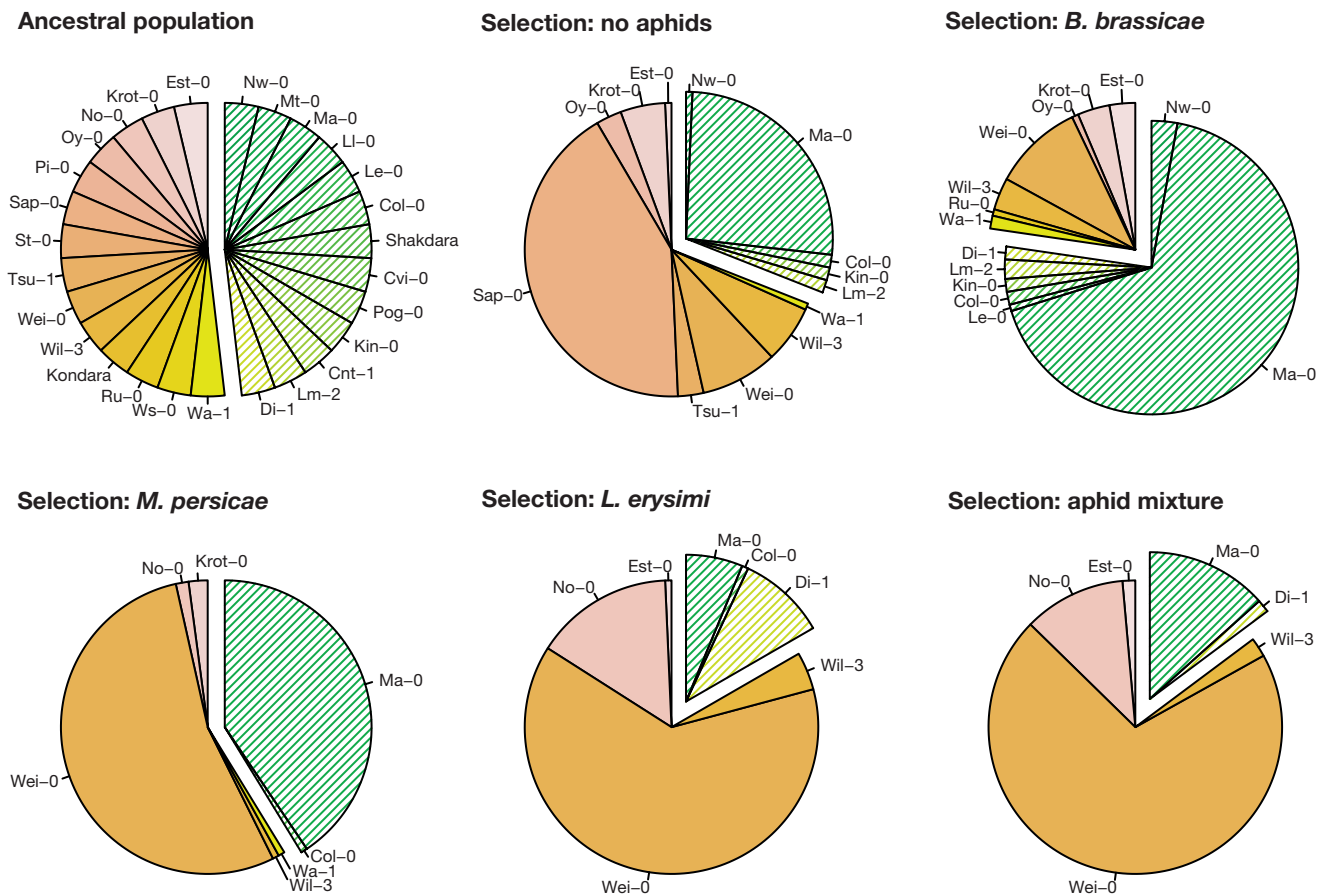 Ancestral population
Est–0
Nw–0
Krot–0
Mt–0
No–0
Ma–0
Oy–0
Ll–0
Pi–0
Le–0
Sap–0
Col–0
St–0
Shakdara
Tsu–1
Cvi–0
Wei–0
Pog–0
Wil–3
Kin–0
Kondara
Cnt–1
Ru–0
Lm–2
Ws–0
Wa–1
Di–1
Selection: no aphids
Est–0
Nw–0
Krot–0
Oy–0
Ma–0
Col–0
Kin–0
Lm–2
Sap–0
Wa–1
Wil–3
Wei–0
Tsu–1
Selection: B. brassicae
Est–0
Krot–0
Nw–0
Oy–0
Wei–0
Wil–3
Ru–0
Wa–1
Di–1
Lm–2
Kin–0
Col–0
Le–0
Ma–0
Selection: M. persicae
No–0
Krot–0
Ma–0
Wei–0
Col–0
Wa–1
Wil–3
Selection: L. erysimi
Ma–0
Est–0
Col–0
No–0
Di–1
Wil–3
Wei–0
Selection: aphid mixture
Ma–0
Est–0
No–0
Di–1
Wil–3
Wei–0